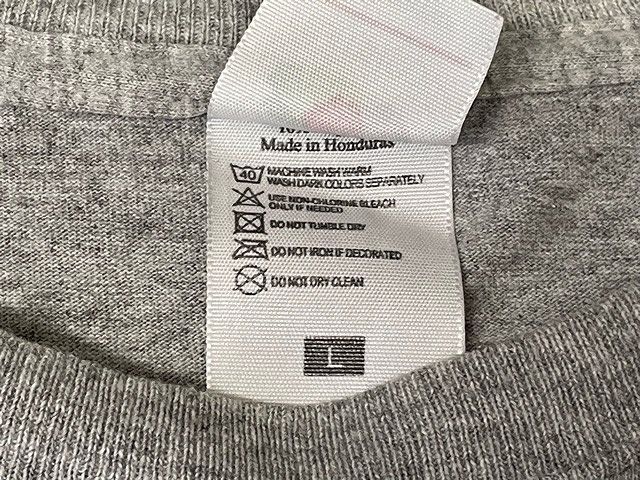 Made in Honduras
40
MACHINE WASH WARM
WASH DARK COLORS SEPARATELY
USE NON-CHLORINE BLEACH
ONLY IF NEEDED
DO NOT TUMBLE DRY
DO NOT IRON IF DECORATED
DO NOT DRY CLEAN
L